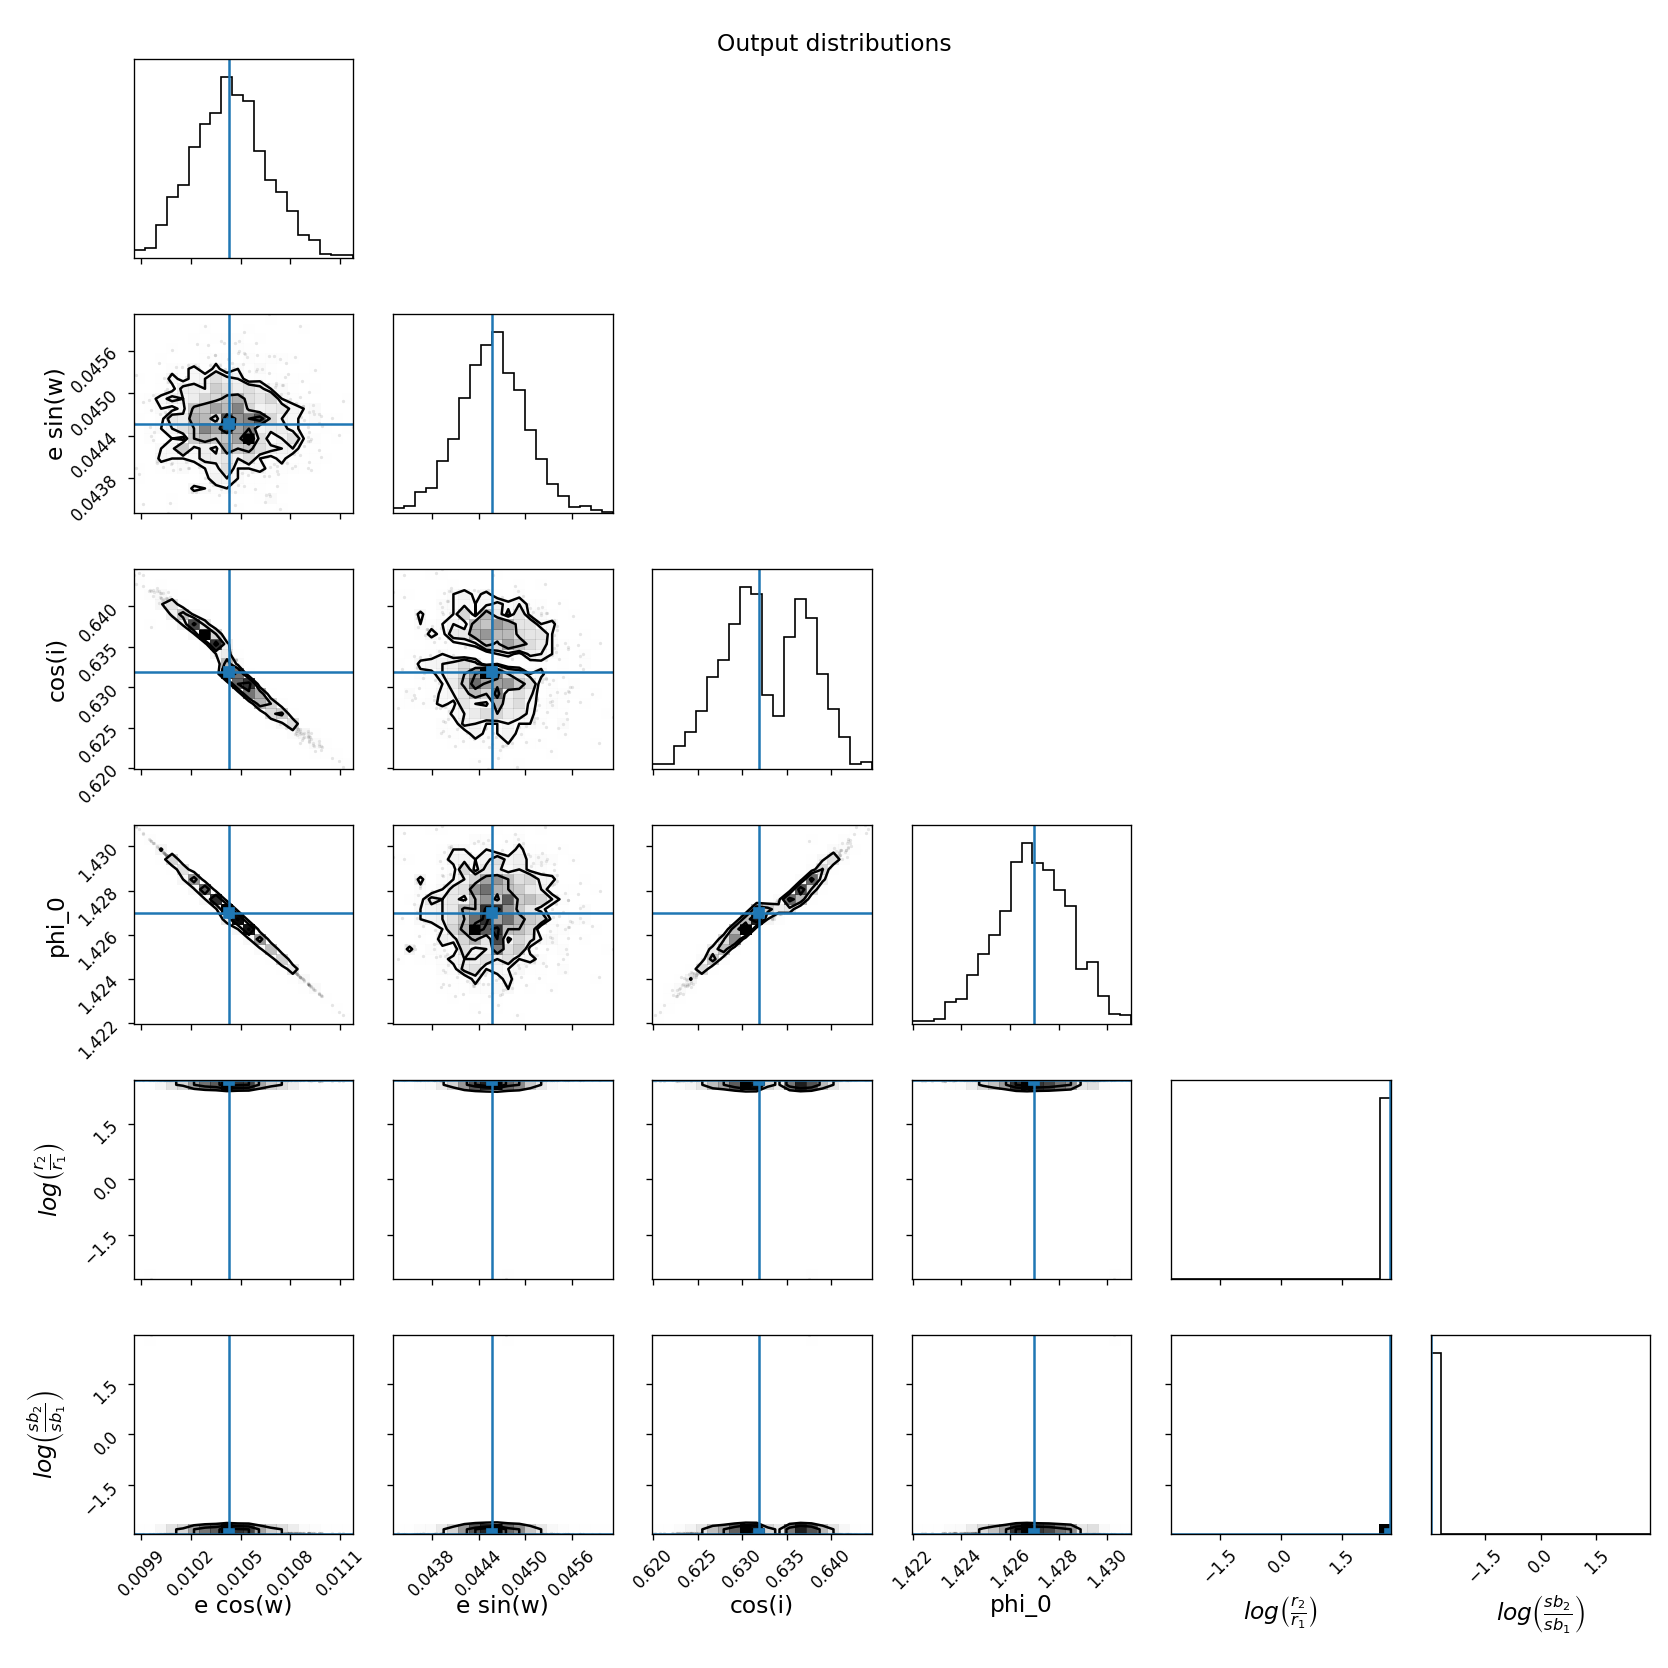 Output distributions
e sin(w)
0.0456
0.0450
0.0444
0.0438
cos(i)
0.640
0.635
0.630
0.625
0.620
phi_0
1.430
1.428
1.426
1.424
1.422
log(r2/r1)
1.5
0.0
−1.5
log(sb2/sb1)
1.5
0.0
−1.5
0.0099 0.0102 0.0105 0.0108 0.0111 0.0438 0.0444 0.0450 0.0456 0.620 0.625 0.630 0.635 0.640 1.422 1.424 1.426 1.428 1.430 −1.5 0.0 1.5 −1.5 0.0 1.5
e cos(w) e sin(w) cos(i) phi_0 log(r2/r1) log(sb2/sb1)